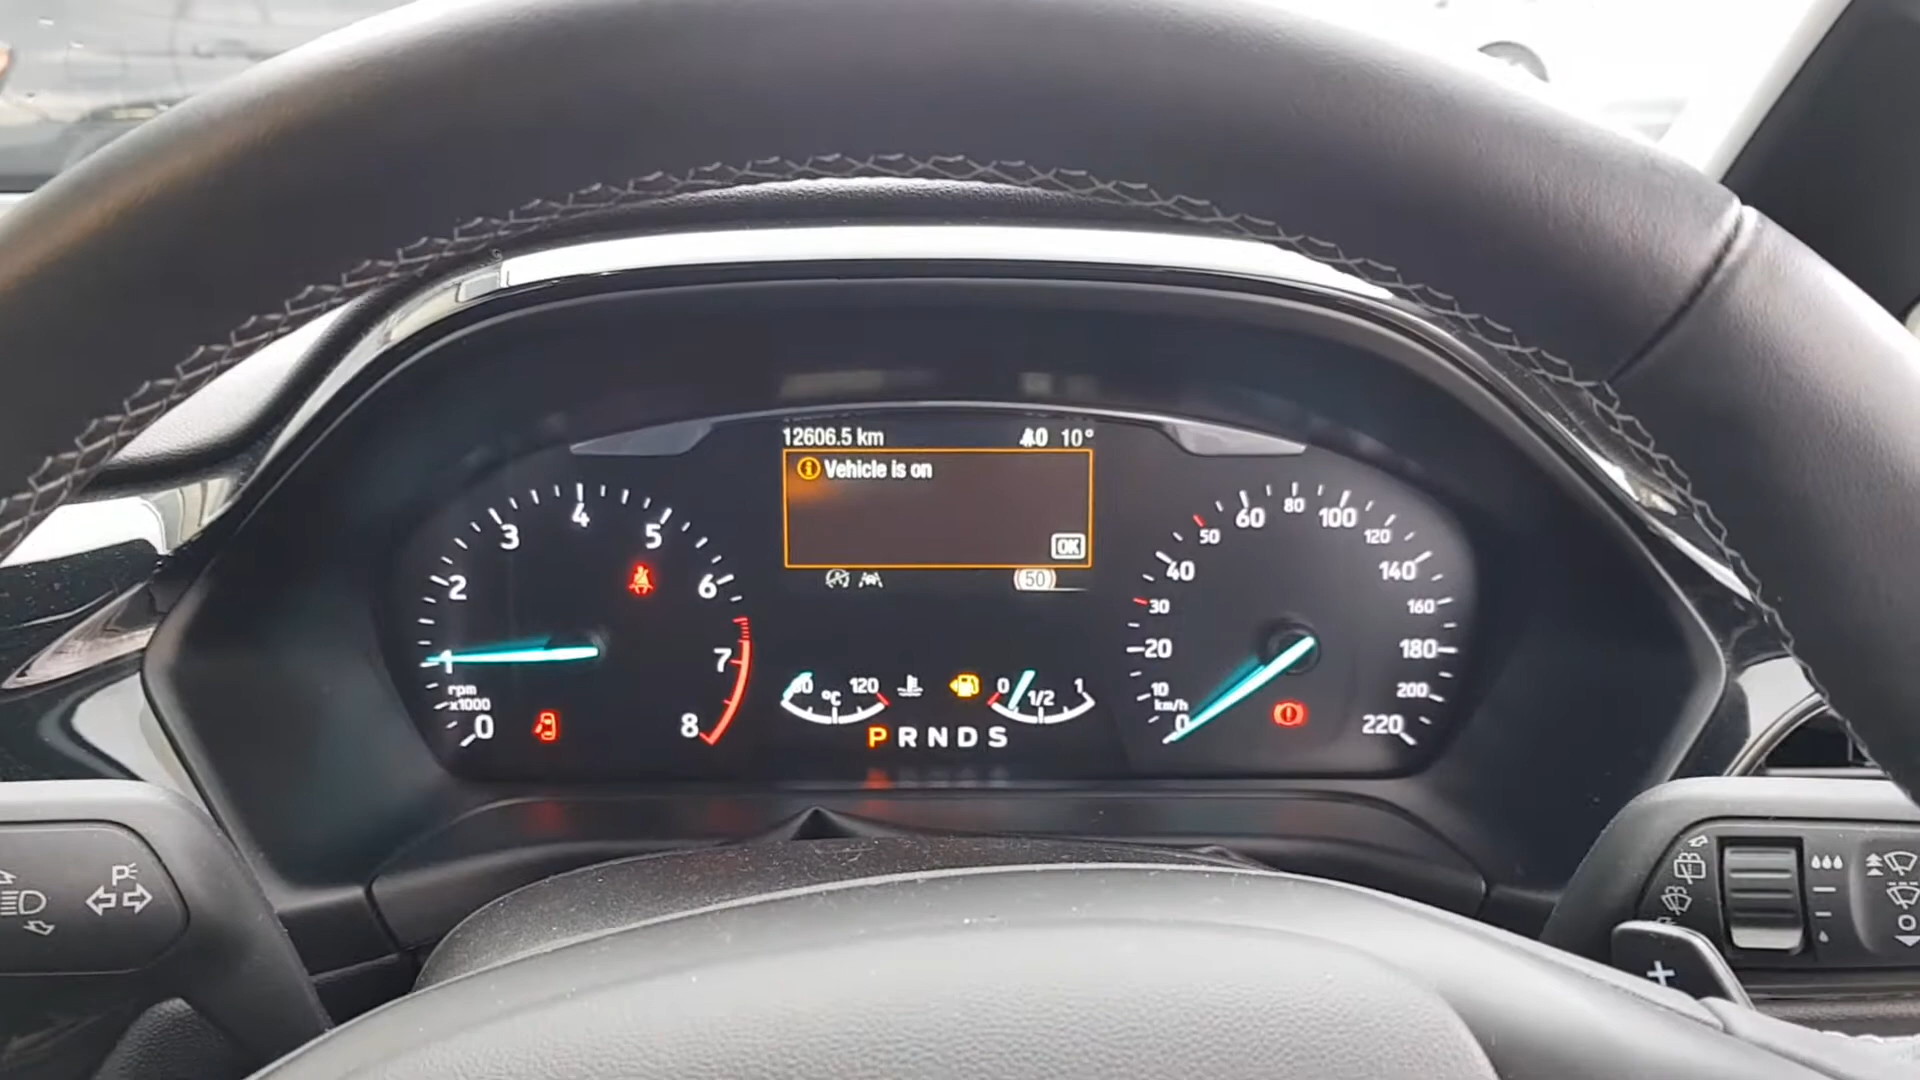 12606.5 km 10°
Vehicle is on
OK
50
0 1 2 3 4 5 6 7 8
rpm
x1000
120
°C
0 1/2 1
P R N D S
0 10 20 30 40 50 60 80 100 120 140 160 180 200 220
km/h
P
O
+